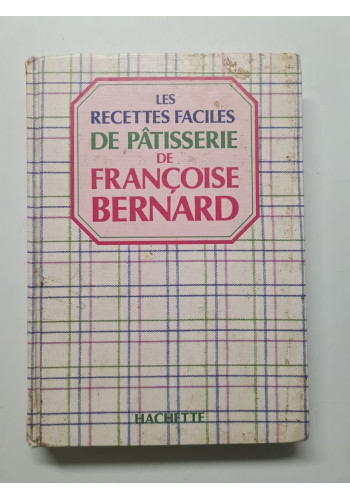 LES
RECETTES FACILES
DE PÂTISSERIE
DE
FRANÇOISE
BERNARD
HACHETTE